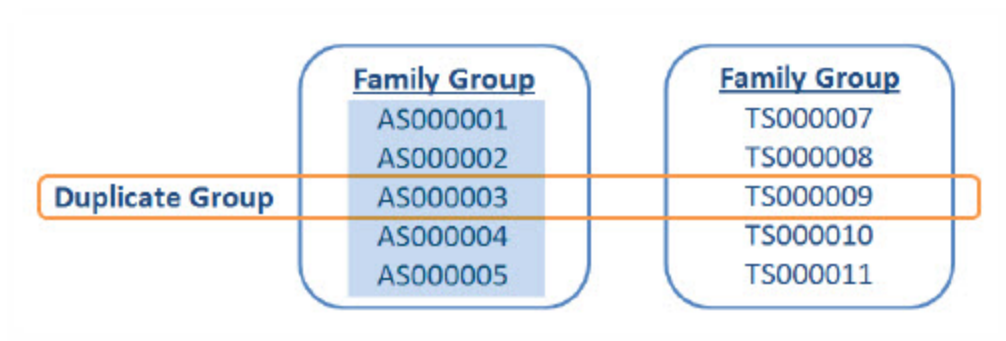 Family Group
AS000001
AS000002
Duplicate Group AS000003
AS000004
AS000005
Family Group
TS000007
TS000008
TS000009
TS000010
TS000011